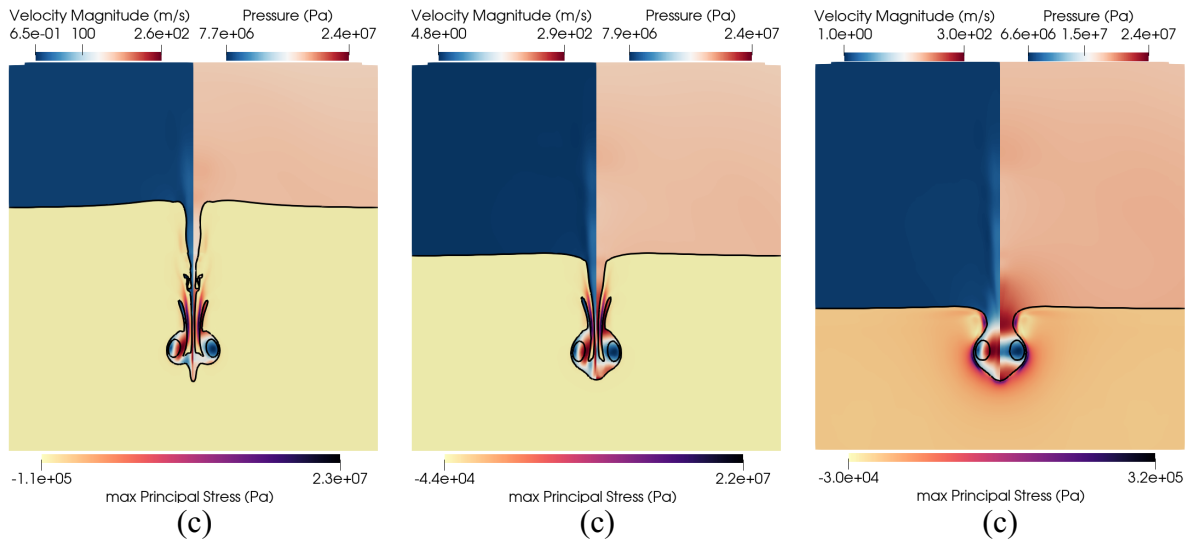 Velocity Magnitude (m/s) Pressure (Pa)
6.5e-01 100 2.6e+02 7.7e+06 2.4e+07
-1.1e+05 2.3e+07
max Principal Stress (Pa)
(c)
Velocity Magnitude (m/s) Pressure (Pa)
4.8e+00 2.9e+02 7.9e+06 2.4e+07
-4.4e+04 2.2e+07
max Principal Stress (Pa)
(c)
Velocity Magnitude (m/s) Pressure (Pa)
1.0e+00 3.0e+02 6.6e+06 1.5e+7 2.4e+07
-3.0e+04 3.2e+05
max Principal Stress (Pa)
(c)